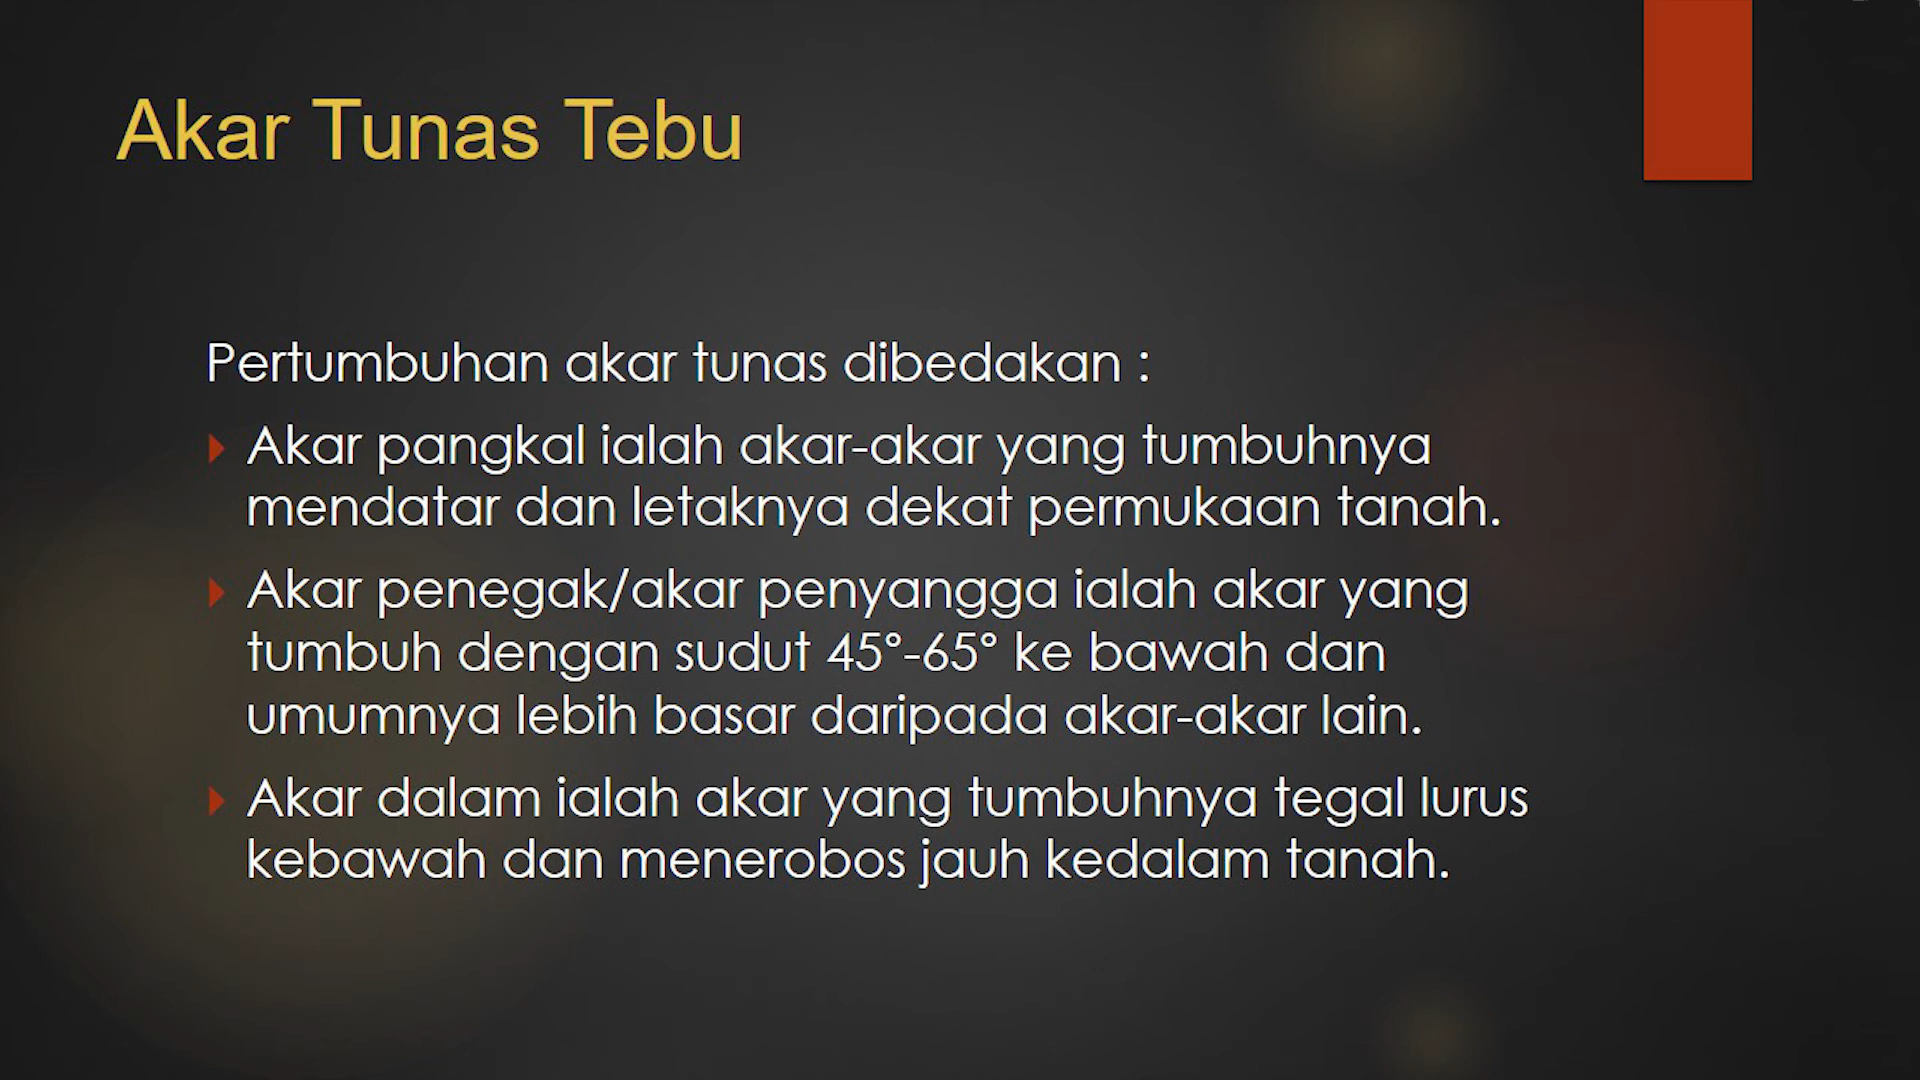 Akar Tunas Tebu
Pertumbuhan akar tunas dibedakan :
Akar pangkal ialah akar-akar yang tumbuhnya
mendatar dan letaknya dekat permukaan tanah.
Akar penegak/akar penyangga ialah akar yang
tumbuh dengan sudut 45°-65° ke bawah dan
umumnya lebih basar daripada akar-akar lain.
Akar dalam ialah akar yang tumbuhnya tegal lurus
kebawah dan menerobos jauh kedalam tanah.